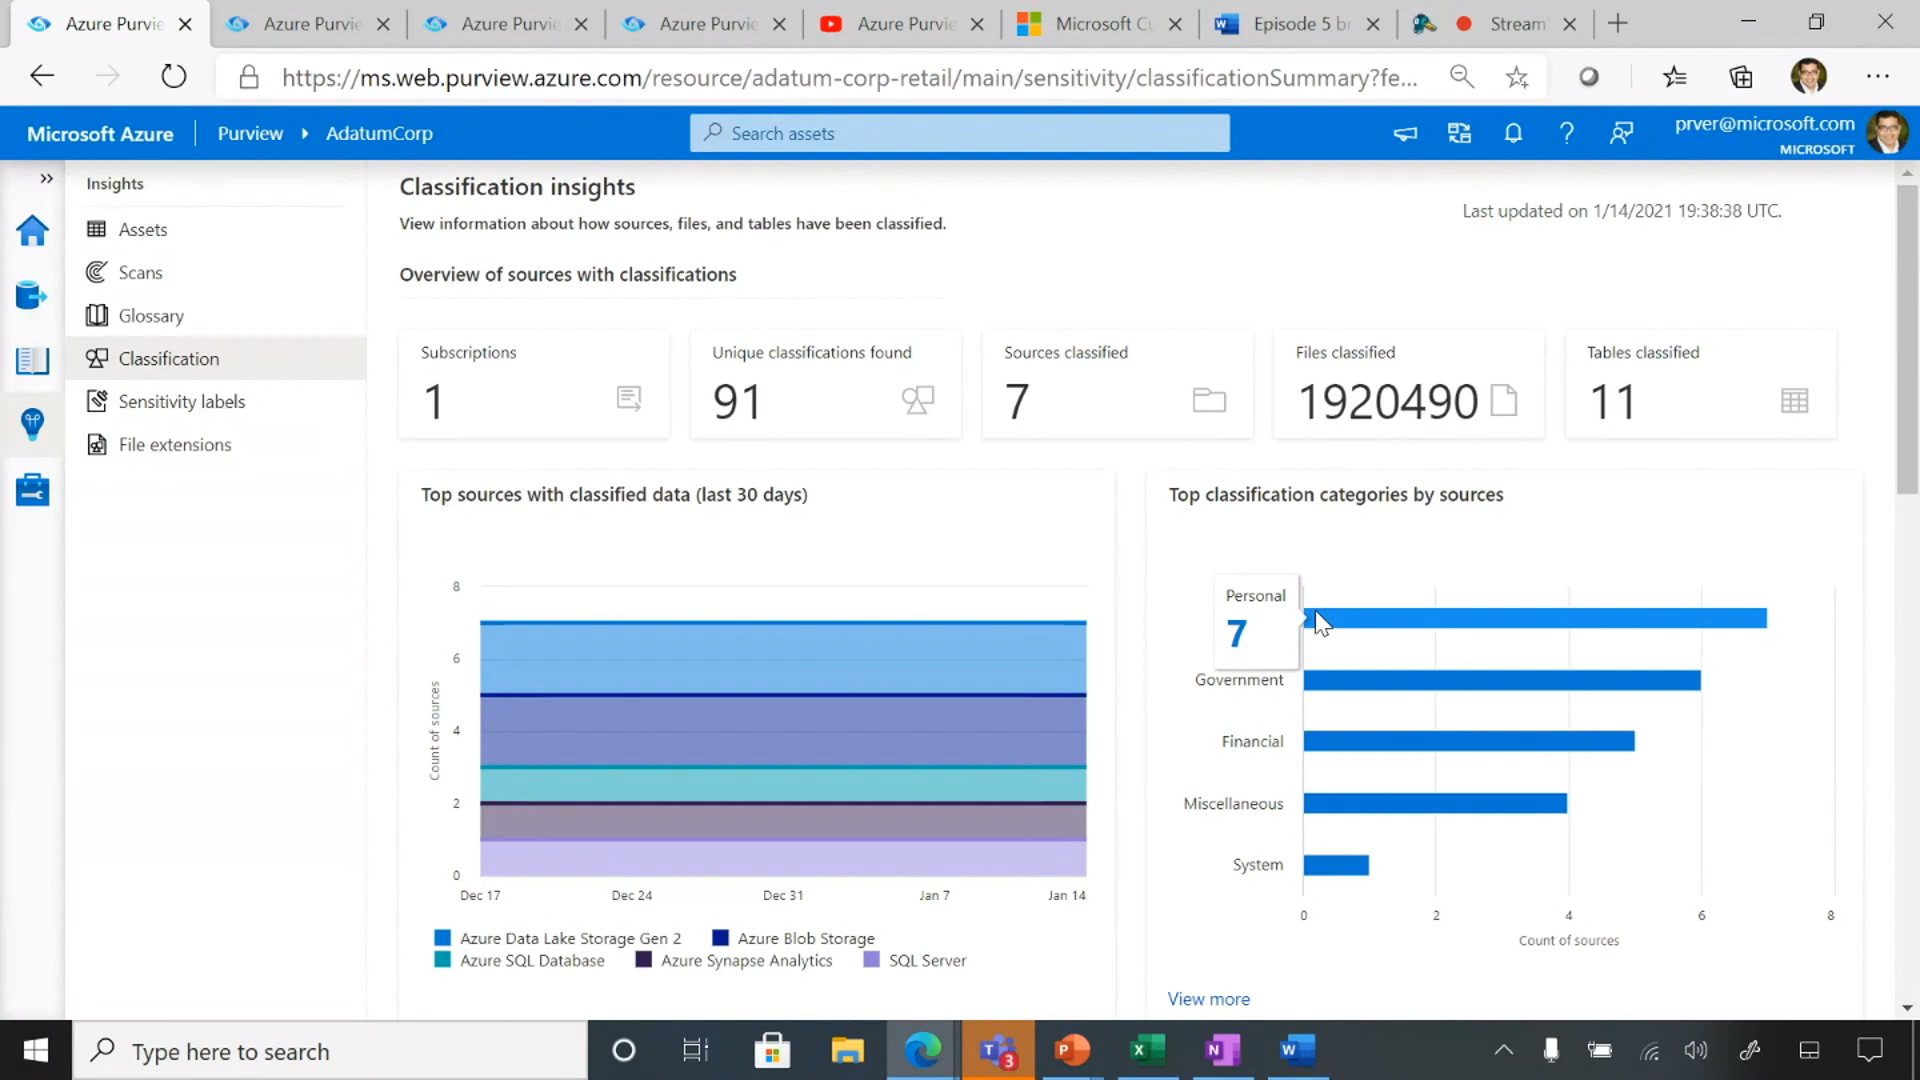 Azure Purvie
Azure Purvie
Azure Purvie
Azure Purvie
Azure Purvie
Microsoft Cu
Episode 5 br
Stream
https://ms.web.purview.azure.com/resource/adatum-corp-retail/main/sensitivity/classificationSummary?fe...
Microsoft Azure
Purview
AdatumCorp
Search assets
prver@microsoft.com
MICROSOFT
Insights
Assets
Scans
Glossary
Classification
Sensitivity labels
File extensions
Classification insights
View information about how sources, files, and tables have been classified.
Last updated on 1/14/2021 19:38:38 UTC.
Overview of sources with classifications
Subscriptions
1
Unique classifications found
91
Sources classified
7
Files classified
1920490
Tables classified
11
Top sources with classified data (last 30 days)
8
6
4
2
0
Count of sources
Dec 17
Dec 24
Dec 31
Jan 7
Jan 14
Azure Data Lake Storage Gen 2
Azure Blob Storage
Azure SQL Database
Azure Synapse Analytics
SQL Server
Top classification categories by sources
Personal
7
Government
Financial
Miscellaneous
System
0
2
4
6
8
Count of sources
View more
Type here to search
T
3
P
X
N
W